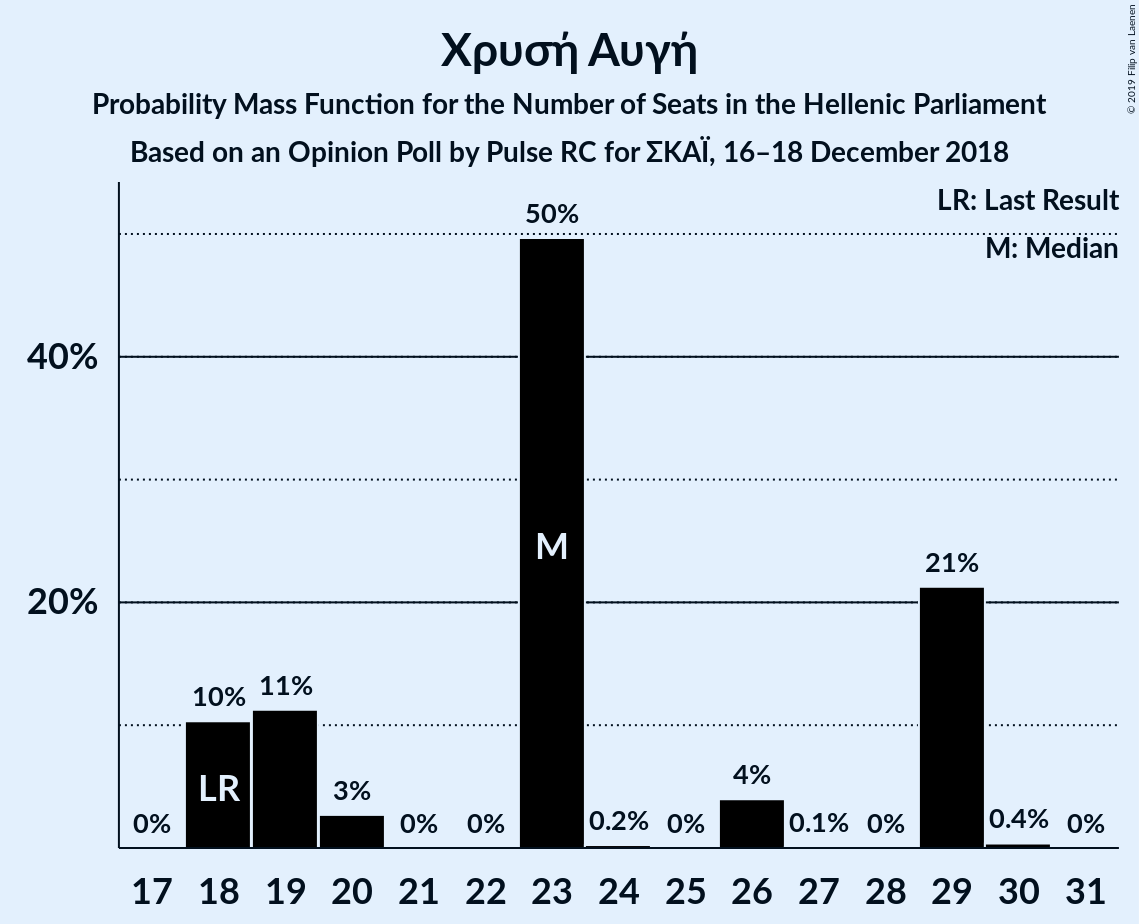 © 2019 Filip van Laenen
Χρυσή Αυγή
Probability Mass Function for the Number of Seats in the Hellenic Parliament
Based on an Opinion Poll by Pulse RC for ΣΚΑΪ, 16–18 December 2018
LR: Last Result
M: Median
50%
40%
M
21%
20%
10%
11%
LR
3%
4%
0%
0%
0%
0.2%
0%
0.1%
0%
0.4%
0%
17 18 19 20 21 22 23 24 25 26 27 28 29 30 31